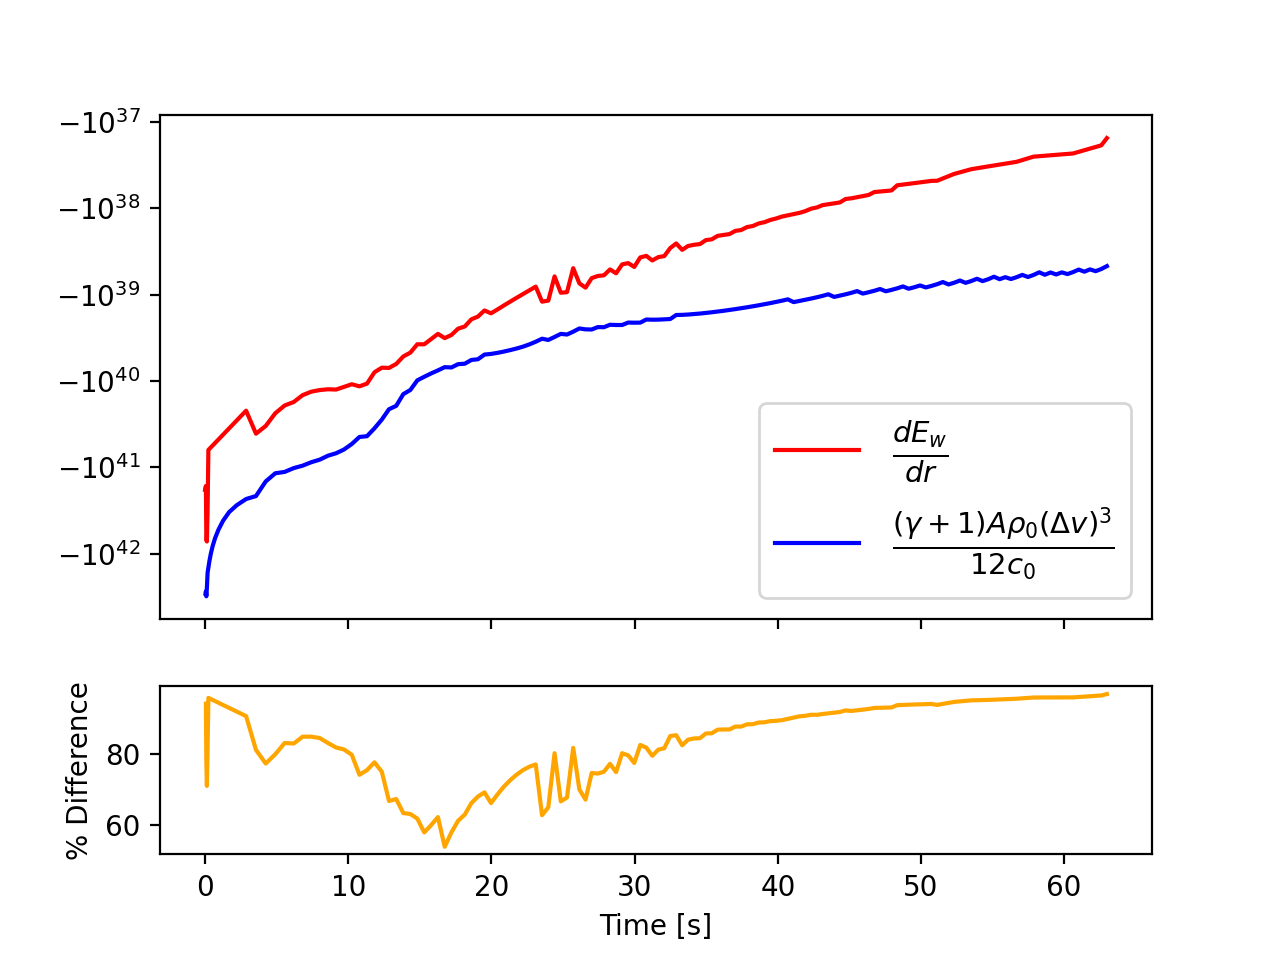 −10^37
−10^38
−10^39
−10^40
−10^41
−10^42
dE_w
dr
(γ + 1)Aρ_0(Δv)^3
12c_0
% Difference
80
60
0 10 20 30 40 50 60
Time [s]